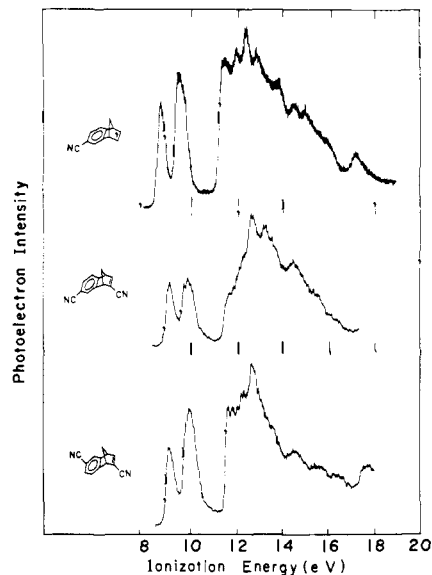 Photoelectron Intensity
NC
NC
CN
NC
CN
8 10 12 14 16 18 20
Ionization Energy (eV)